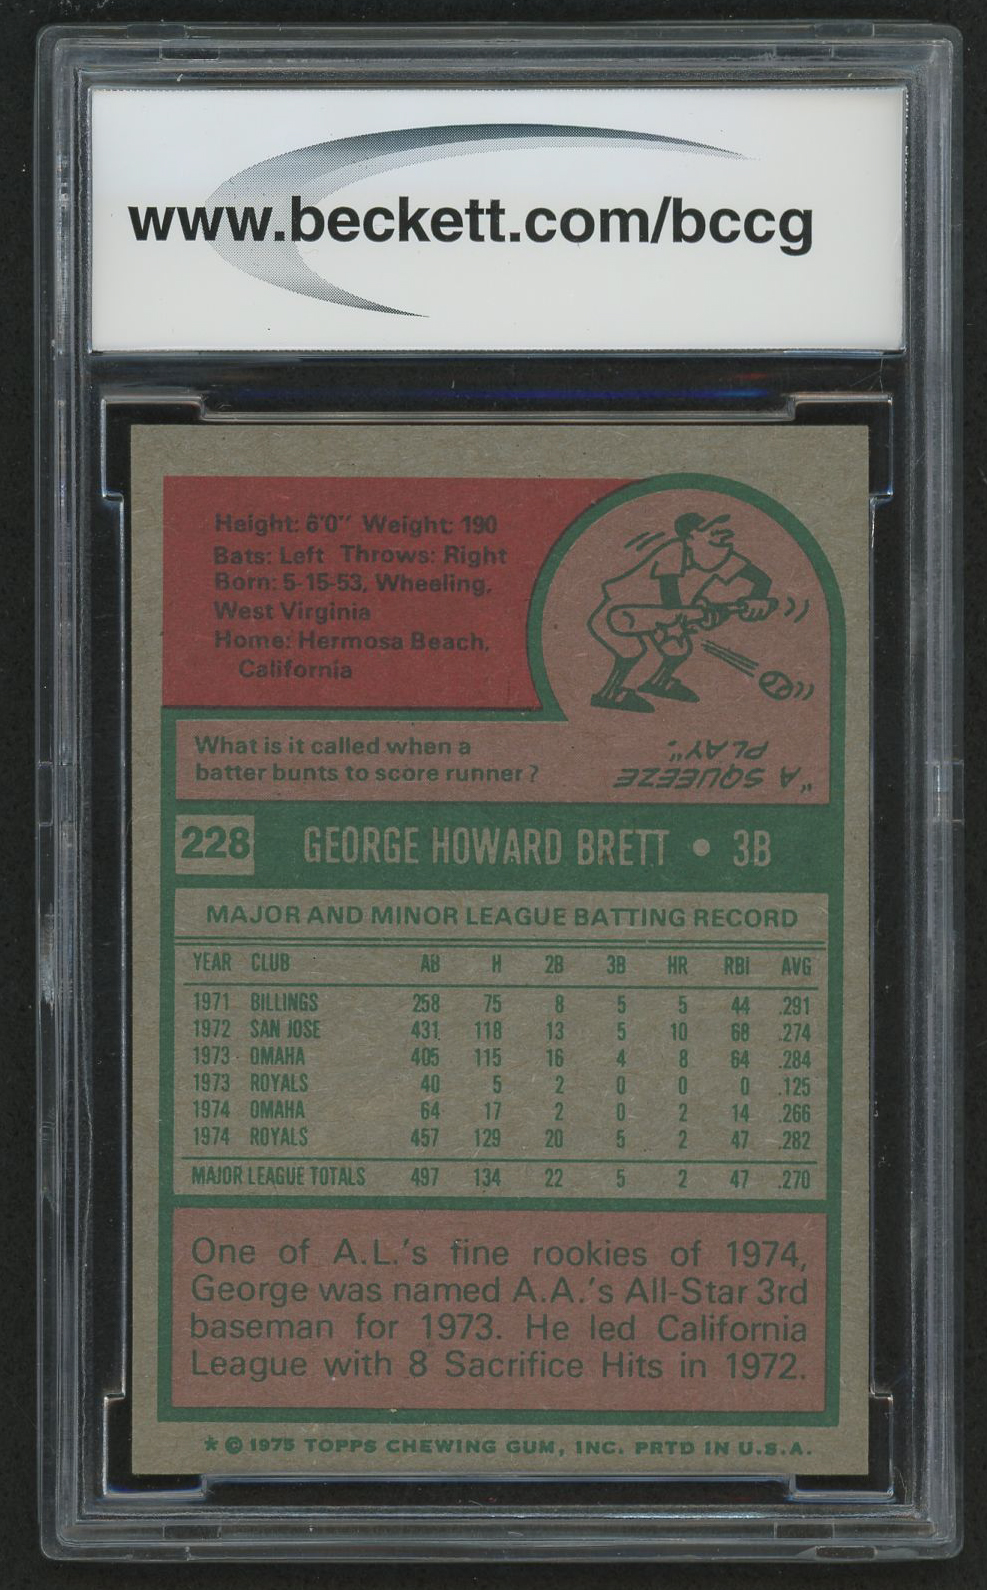 www.beckett.com/bccg
Height: 6'0" Weight: 190
Bats: Left Throws: Right
Born: 5-15-53, Wheeling,
West Virginia
Home: Hermosa Beach,
California
What is it called when a
batter bunts to score runner?
"A SQUEEZE
PLAY".
228 GEORGE HOWARD BRETT • 3B
MAJOR AND MINOR LEAGUE BATTING RECORD
YEAR CLUB AB H 2B 3B HR RBI AVG
1971 BILLINGS 258 75 8 5 5 44 .291
1972 SAN JOSE 431 118 13 5 10 68 .274
1973 OMAHA 405 115 16 4 8 64 .284
1973 ROYALS 40 5 2 0 0 0 .125
1974 OMAHA 64 17 2 0 2 14 .266
1974 ROYALS 457 129 20 5 2 47 .282
MAJOR LEAGUE TOTALS 497 134 22 5 2 47 .270
One of A.L.'s fine rookies of 1974,
George was named A.A.'s All-Star 3rd
baseman for 1973. He led California
League with 8 Sacrifice Hits in 1972.
* © 1975 TOPPS CHEWING GUM, INC. PRTD IN U.S.A.